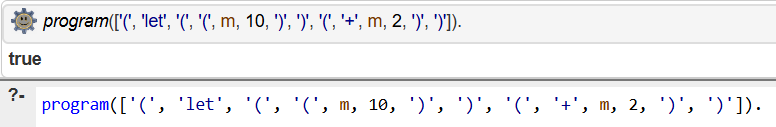 program(['(', 'let', '(', '(', m, 10, ')', ')', '(', '+', m, 2, ')', ')']).
true
?- program(['(', 'let', '(', '(', m, 10, ')', ')', '(', '+', m, 2, ')', ')']).